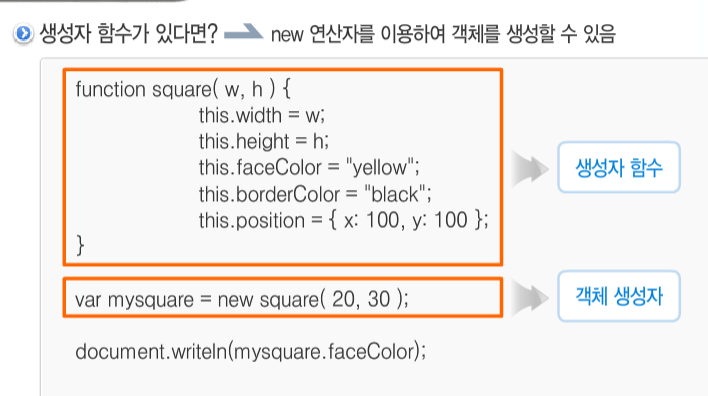 생성자 함수가 있다면? new 연산자를 이용하여 객체를 생성할 수 있음
function square( w, h ) {
this.width = w;
this.height = h;
this.faceColor = "yellow";
this.borderColor = "black";
this.position = { x: 100, y: 100 };
}
생성자 함수
var mysquare = new square( 20, 30 );
객체 생성자
document.writeln(mysquare.faceColor);